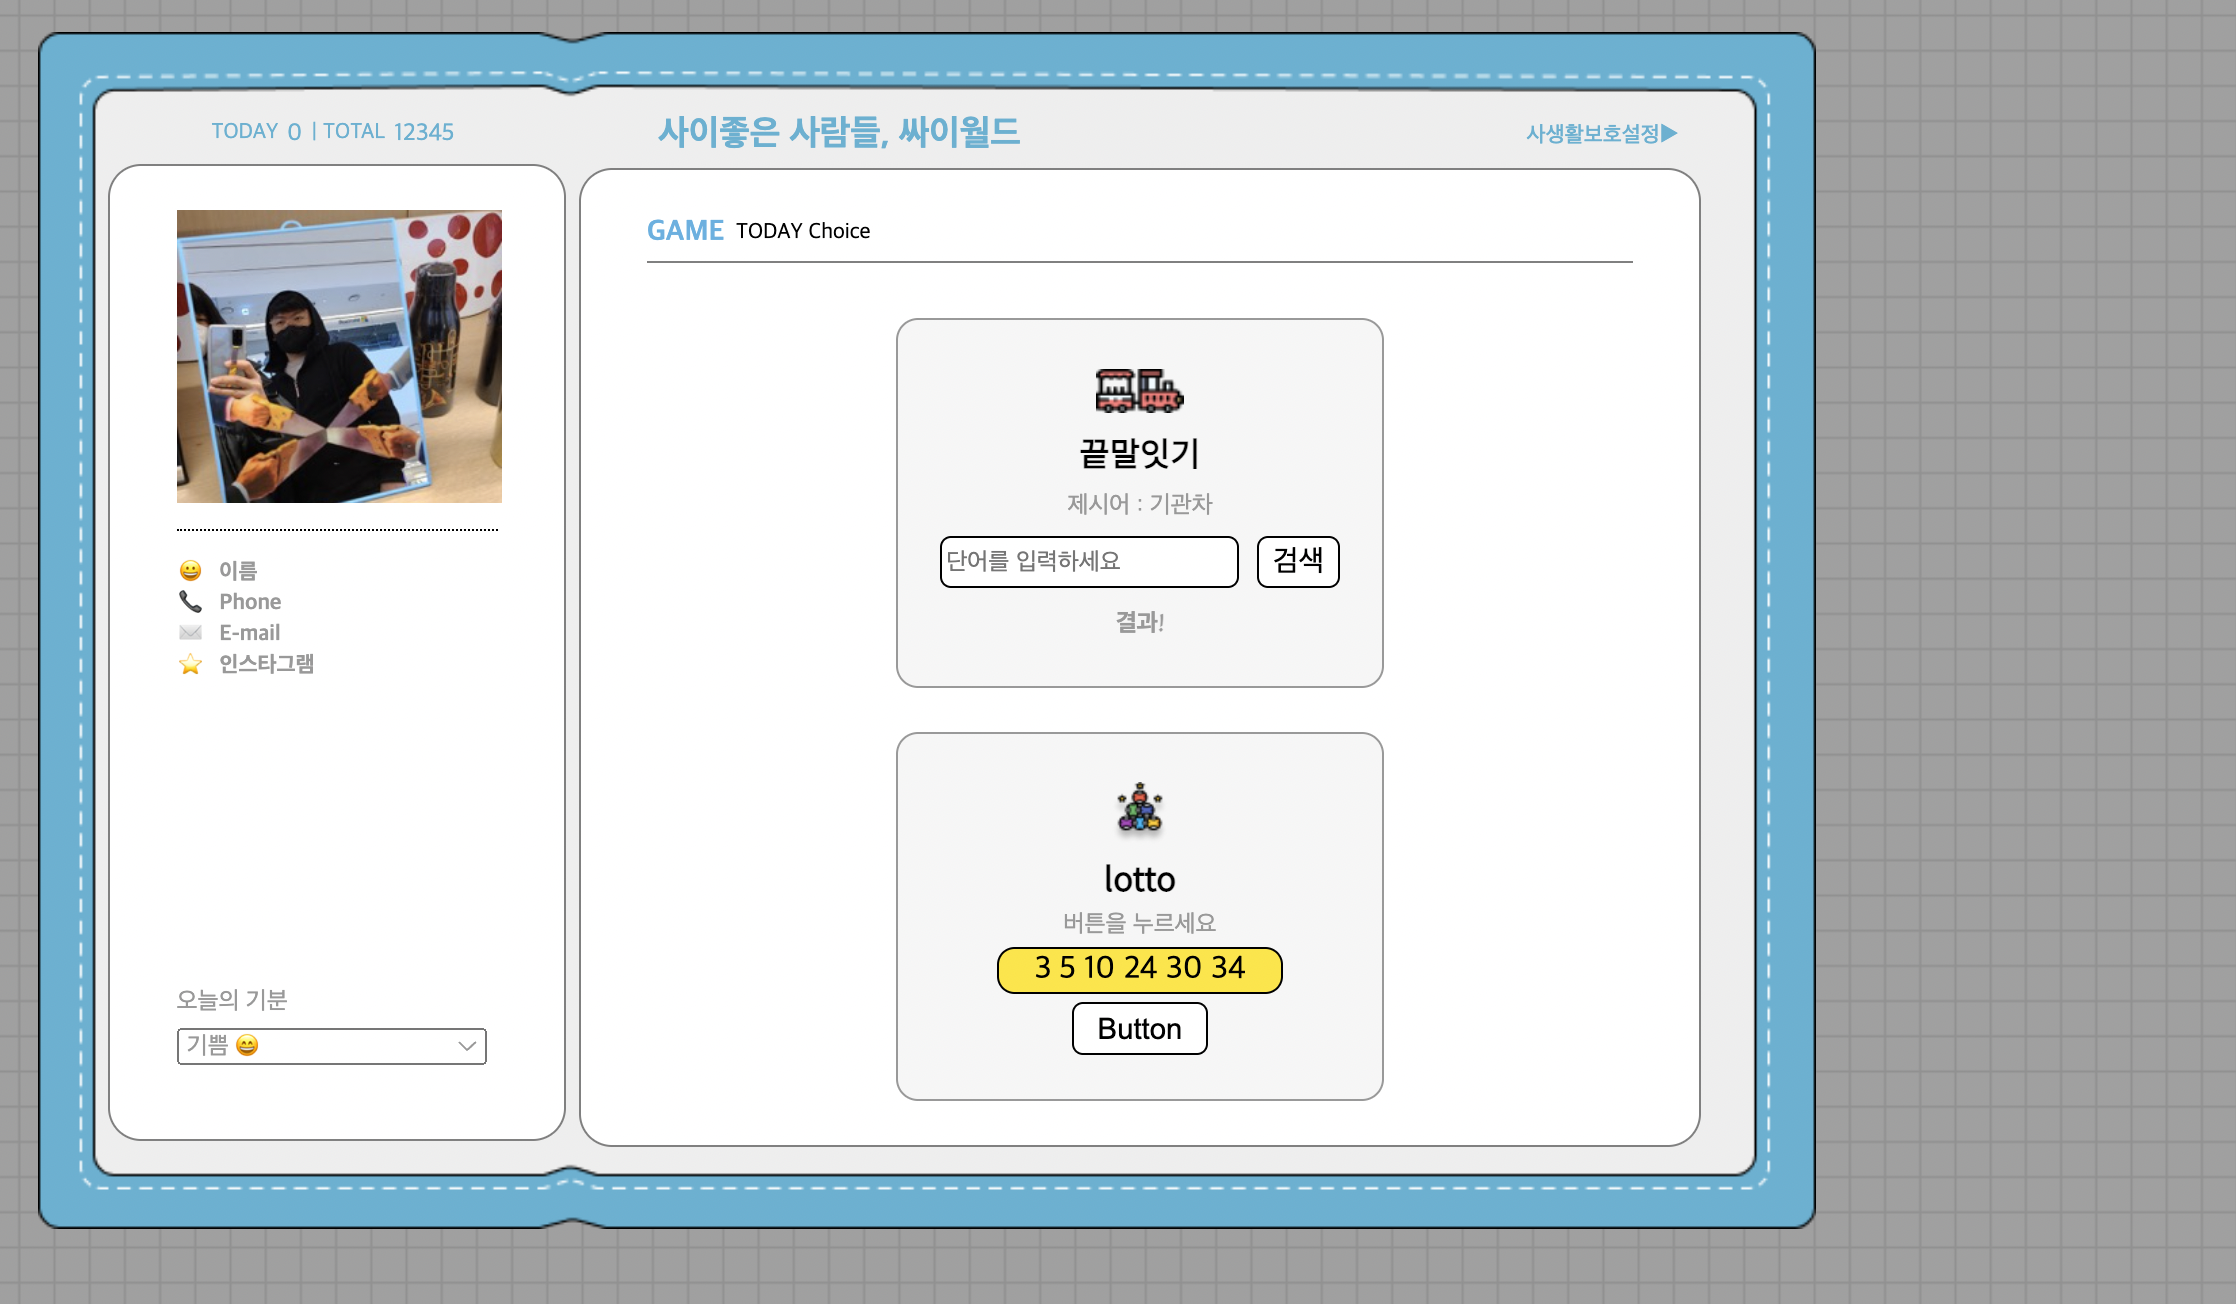 TODAY 0 | TOTAL 12345
사이좋은 사람들, 싸이월드
사생활보호설정▶
😀 이름
📞 Phone
✉️ E-mail
⭐ 인스타그램
오늘의 기분
기쁨 😄
GAME TODAY Choice
끝말잇기
제시어 : 기관차
단어를 입력하세요 검색
결과!
lotto
버튼을 누르세요
3 5 10 24 30 34
Button